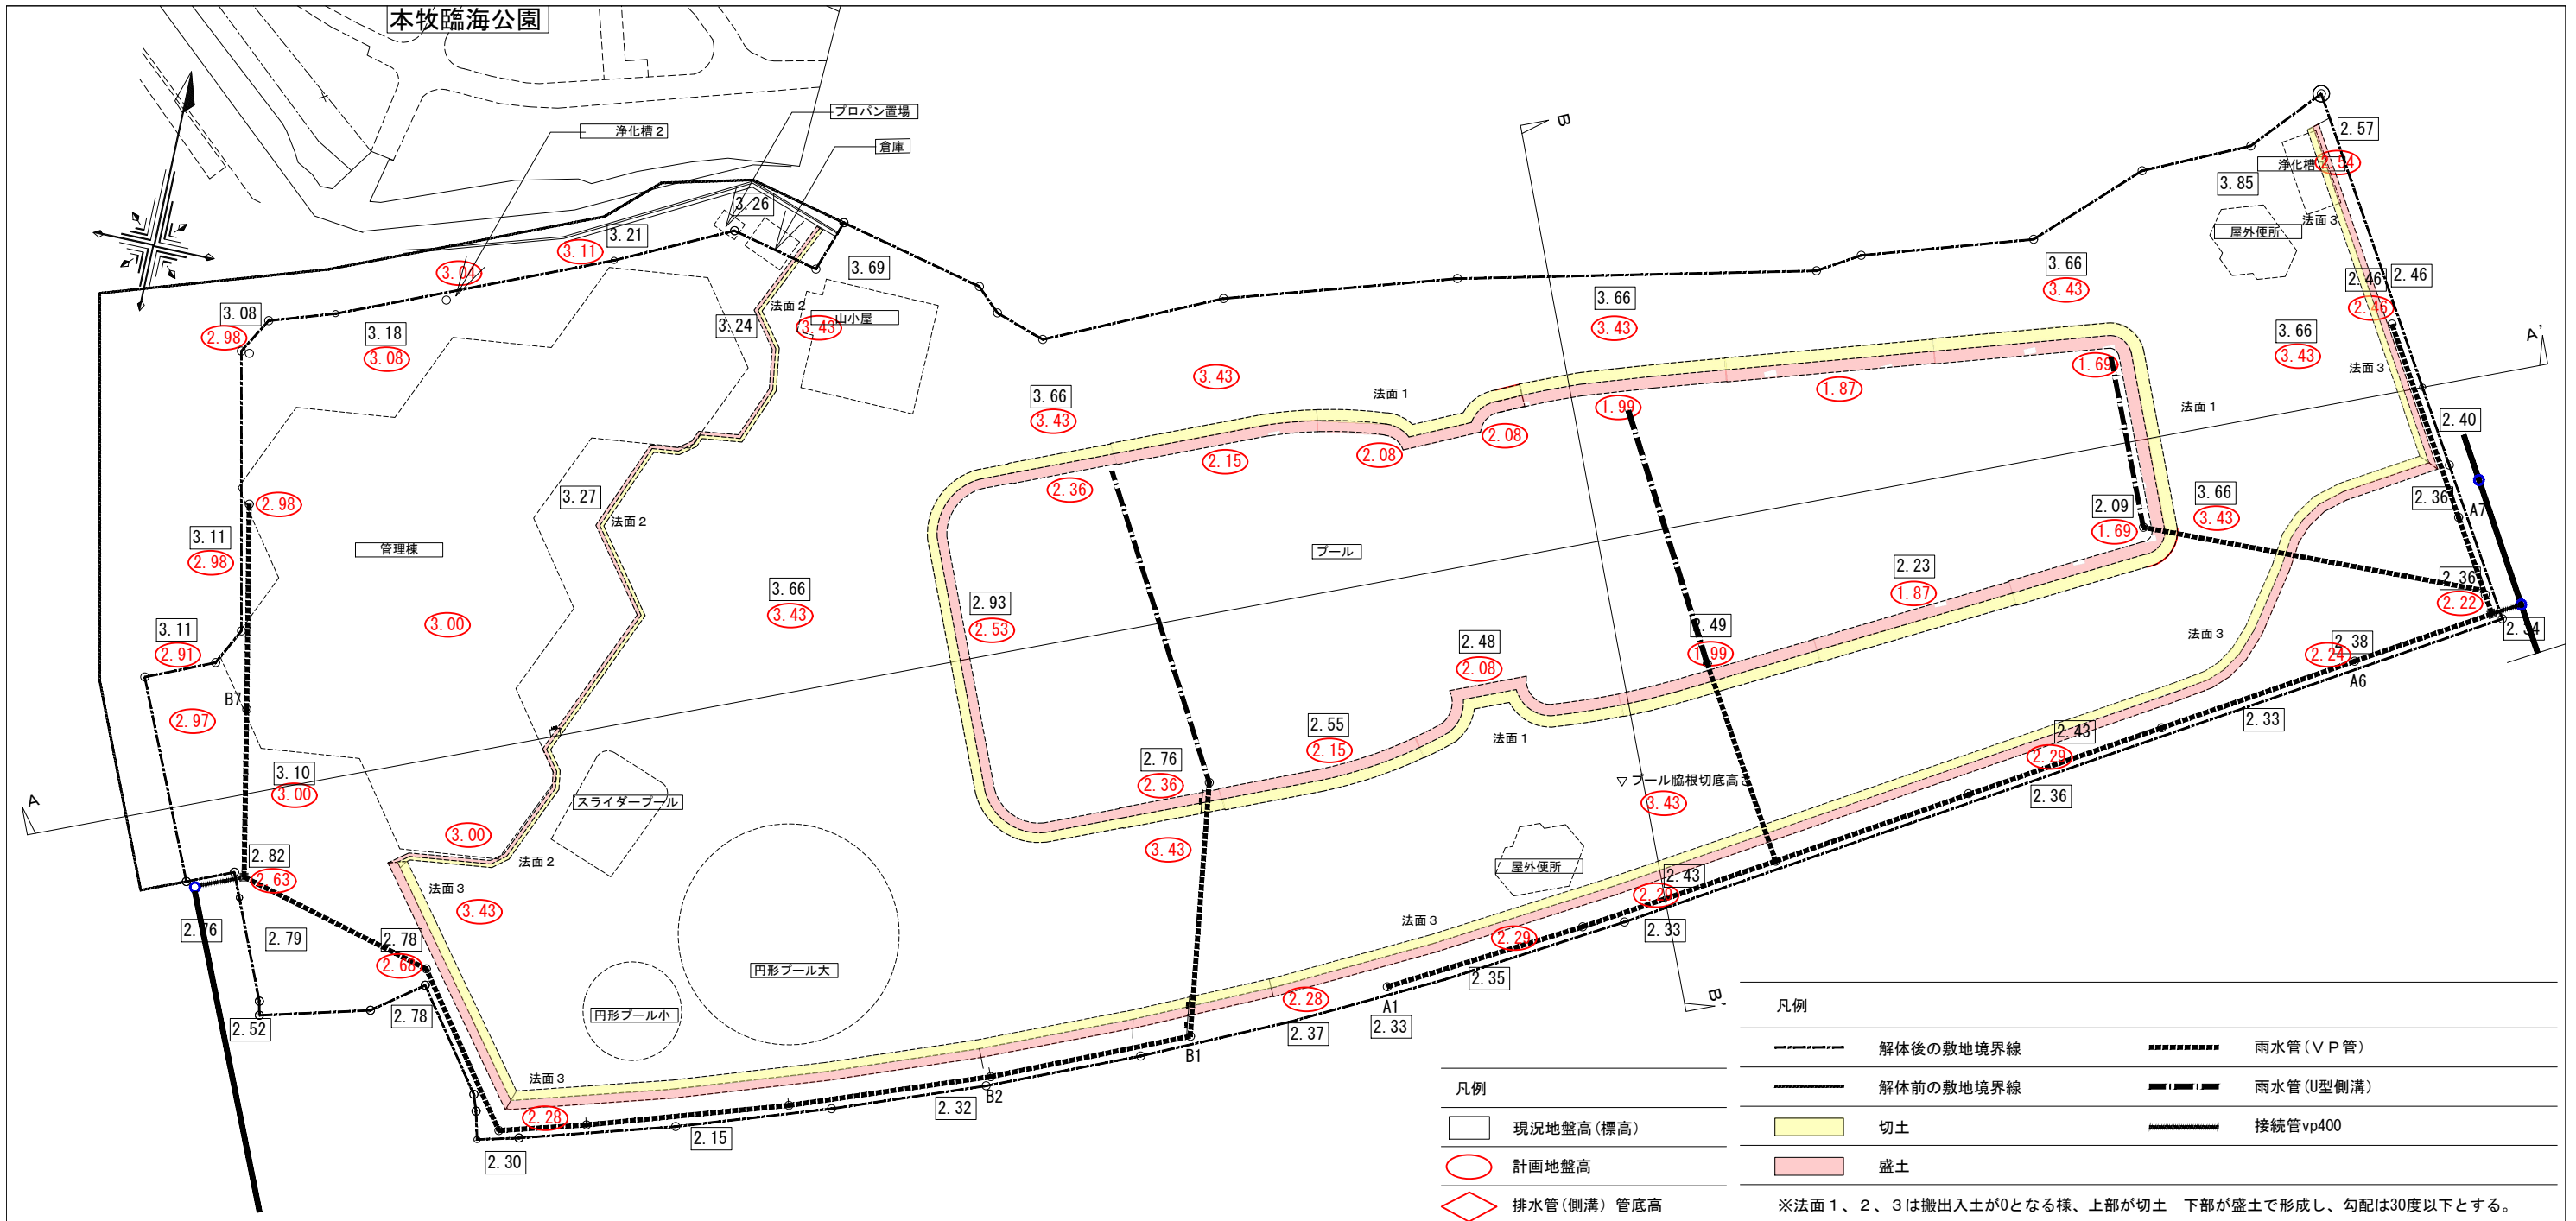 本牧臨海公園
プロパン置場
浄化槽２
倉庫
B
2.57
2.54
浄化槽
3.85
3.26
法面３
3.21
3.11
屋外便所
3.04
3.69
3.66
3.43
2.46
2.46
2.46
3.08
2.98
3.18
3.08
法面２
3.24
3.43
山小屋
3.66
3.43
3.66
3.43
A'
法面３
1.69
3.43
法面１
1.87
3.66
3.43
1.99
法面１
2.40
2.08
2.08
2.15
2.36
3.27
法面２
2.98
3.11
2.98
管理棟
プール
2.09
1.69
3.66
3.43
2.36
A7
2.23
1.87
2.36
2.22
2.34
3.66
3.43
2.93
2.53
3.00
3.11
2.91
2.49
1.99
2.48
2.08
法面３
2.38
2.24
A6
B7
2.97
2.55
2.15
法面１
2.43
2.29
2.33
3.10
3.00
2.76
2.36
▽プール脇根切底高さ
3.43
2.36
A
スライダープール
3.00
法面２
3.43
2.82
2.63
屋外便所
2.43
2.29
法面３
3.43
法面３
2.33
2.76
2.79
2.78
2.68
2.29
円形プール大
2.35
B'
2.28
A1
2.33
2.52
2.78
円形プール小
2.37
B1
法面３
B2
2.32
2.28
2.15
2.30
凡例
解体後の敷地境界線
雨水管(ＶＰ管)
解体前の敷地境界線
雨水管(U型側溝)
切土
接続管vp400
盛土
※法面１、２、３は搬出入土が0となる様、上部が切土　下部が盛土で形成し、勾配は30度以下とする。
凡例
現況地盤高(標高)
計画地盤高
排水管(側溝) 管底高